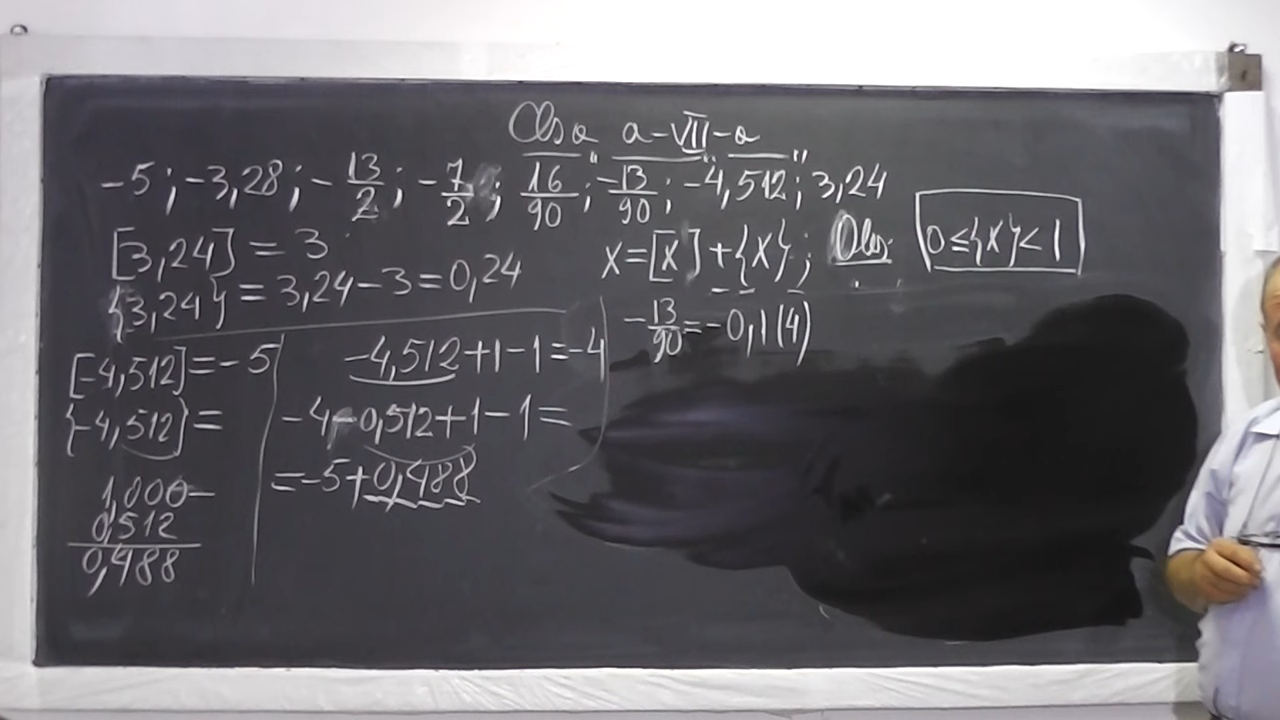 Clsa a-VII-a
-5; -3,28; -13/2; -7/2; 16/90; -13/90; -4,512; 3,24
[3,24] = 3
{3,24} = 3,24-3=0,24
x=[x]+{x}; Obs. 0≤{x}<1
-13/90=-0,1(4)
[-4,512]=-5
{-4,512}=
1,000-
0,512
0,488
-4,512+1-1=-4
-4-0,512+1-1=
=-5+0,488